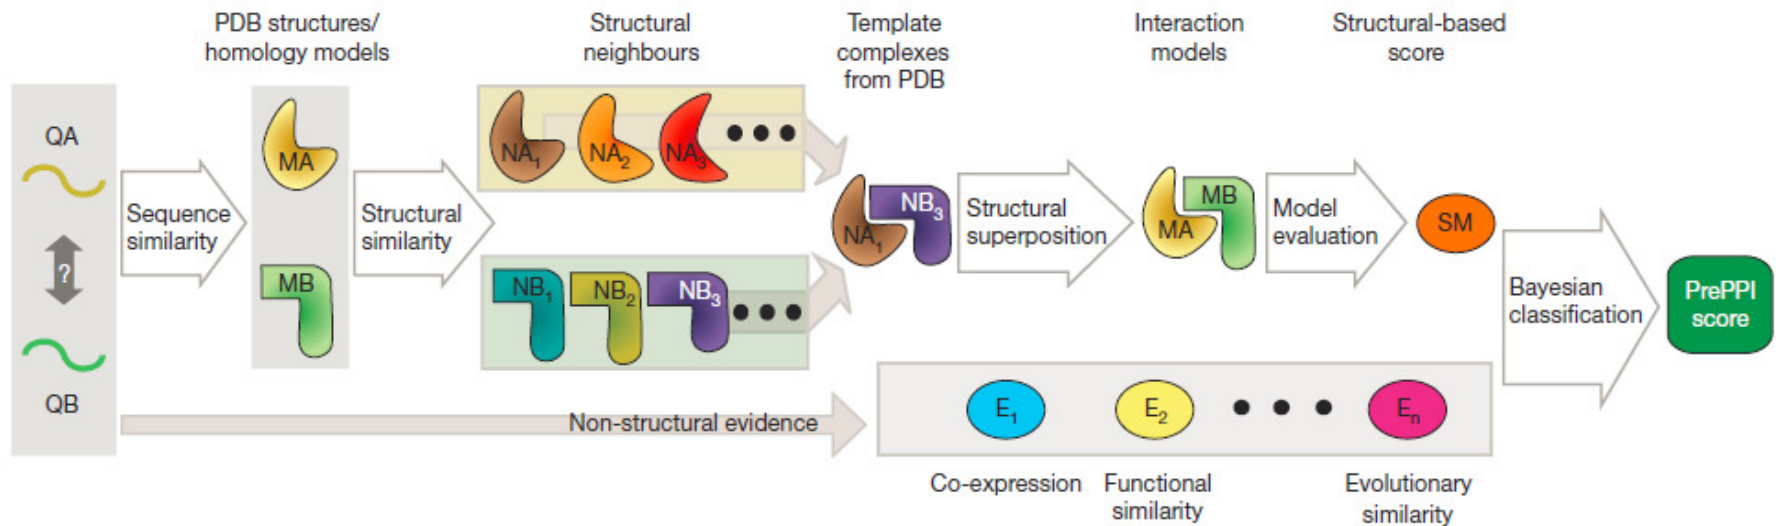 PDB structures/
homology models
Structural
neighbours
Template
complexes
from PDB
Interaction
models
Structural-based
score
QA
?
QB
Sequence
similarity
MA
MB
Structural
similarity
NA1
NA2
NA3
NB1
NB2
NB3
NB3
NA1
Structural
superposition
MB
MA
Model
evaluation
SM
Bayesian
classification
PrePPI
score
Non-structural evidence
E1
E2
En
Co-expression
Functional
similarity
Evolutionary
similarity